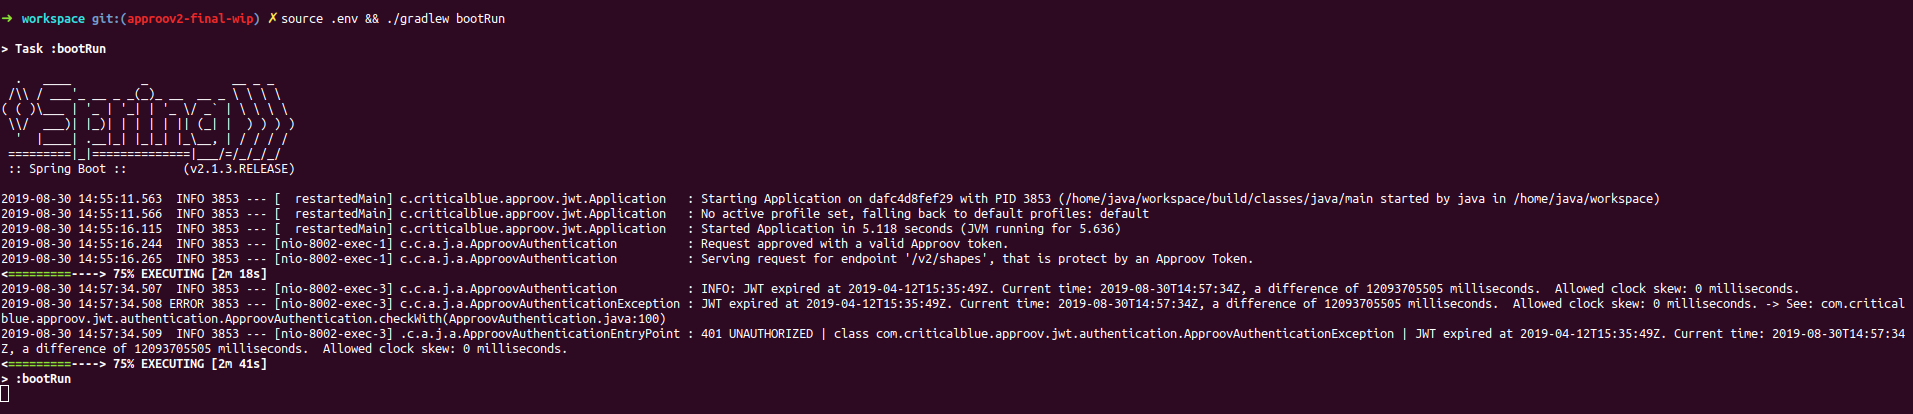 ➜  workspace git:(approov2-final-wip) ✗ source .env && ./gradlew bootRun
> Task :bootRun
  .   ____          _            __ _ _
 /\\ / ___'_ __ _ _(_)_ __  __ _ \ \ \ \
( ( )\___ | '_ | '_| | '_ \/ _` | \ \ \ \
 \\/  ___)| |_)| | | | | || (_| |  ) ) ) )
  '  |____| .__|_| |_|_| |_\__, | / / / /
 =========|_|==============|___/=/_/_/_/
 :: Spring Boot ::        (v2.1.3.RELEASE)
2019-08-30 14:55:11.563  INFO 3853 --- [  restartedMain] c.criticalblue.approov.jwt.Application   : Starting Application on dafc4d8fef29 with PID 3853 (/home/java/workspace/build/classes/java/main started by java in /home/java/workspace)
2019-08-30 14:55:11.566  INFO 3853 --- [  restartedMain] c.criticalblue.approov.jwt.Application   : No active profile set, falling back to default profiles: default
2019-08-30 14:55:16.115  INFO 3853 --- [  restartedMain] c.criticalblue.approov.jwt.Application   : Started Application in 5.118 seconds (JVM running for 5.636)
2019-08-30 14:55:16.244  INFO 3853 --- [nio-8002-exec-1] c.c.a.j.a.ApproovAuthentication          : Request approved with a valid Approov token.
2019-08-30 14:55:16.265  INFO 3853 --- [nio-8002-exec-1] c.c.a.j.a.ApproovAuthentication          : Serving request for endpoint '/v2/shapes', that is protect by an Approov Token.
<=========----> 75% EXECUTING [2m 18s]
2019-08-30 14:57:34.507  INFO 3853 --- [nio-8002-exec-3] c.c.a.j.a.ApproovAuthentication          : INFO: JWT expired at 2019-04-12T15:35:49Z. Current time: 2019-08-30T14:57:34Z, a difference of 12093705505 milliseconds.  Allowed clock skew: 0 milliseconds.
2019-08-30 14:57:34.508 ERROR 3853 --- [nio-8002-exec-3] c.c.a.j.a.ApproovAuthenticationException : JWT expired at 2019-04-12T15:35:49Z. Current time: 2019-08-30T14:57:34Z, a difference of 12093705505 milliseconds.  Allowed clock skew: 0 milliseconds. -> See: com.critical
blue.approov.jwt.authentication.ApproovAuthentication.checkWith(ApproovAuthentication.java:100)
2019-08-30 14:57:34.509  INFO 3853 --- [nio-8002-exec-3] .c.a.j.a.ApproovAuthenticationEntryPoint : 401 UNAUTHORIZED | class com.criticalblue.approov.jwt.authentication.ApproovAuthenticationException | JWT expired at 2019-04-12T15:35:49Z. Current time: 2019-08-30T14:57:34
Z, a difference of 12093705505 milliseconds.  Allowed clock skew: 0 milliseconds.
<=========----> 75% EXECUTING [2m 41s]
> :bootRun